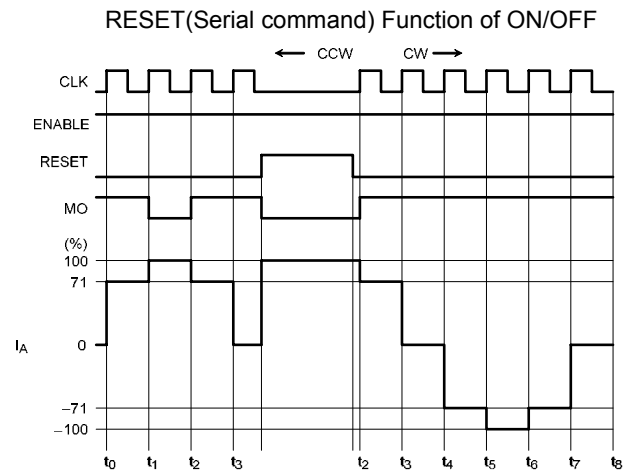 RESET(Serial command) Function of ON/OFF
CCW CW
CLK
ENABLE
RESET
MO
(%)
100
71
IA 0
−71
−100
t0 t1 t2 t3 t2 t3 t4 t5 t6 t7 t8